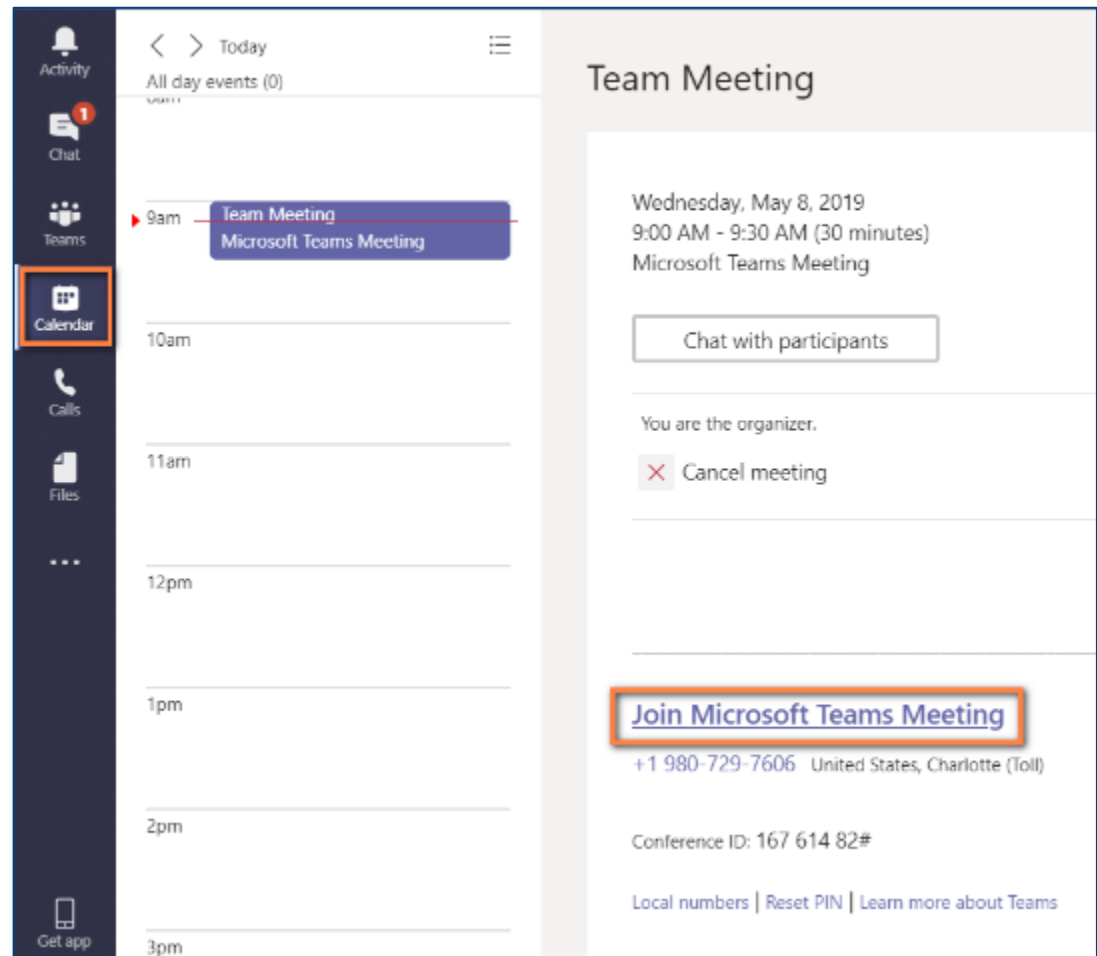 Activity
1
Chat
Teams
Calendar
Calls
Files
...
Get app
Today
All day events (0)
9am
Team Meeting
Microsoft Teams Meeting
10am
11am
12pm
1pm
2pm
3pm
Team Meeting
Wednesday, May 8, 2019
9:00 AM - 9:30 AM (30 minutes)
Microsoft Teams Meeting
Chat with participants
You are the organizer.
Cancel meeting
Join Microsoft Teams Meeting
+1 980-729-7606 United States, Charlotte (Toll)
Conference ID: 167 614 82#
Local numbers | Reset PIN | Learn more about Teams